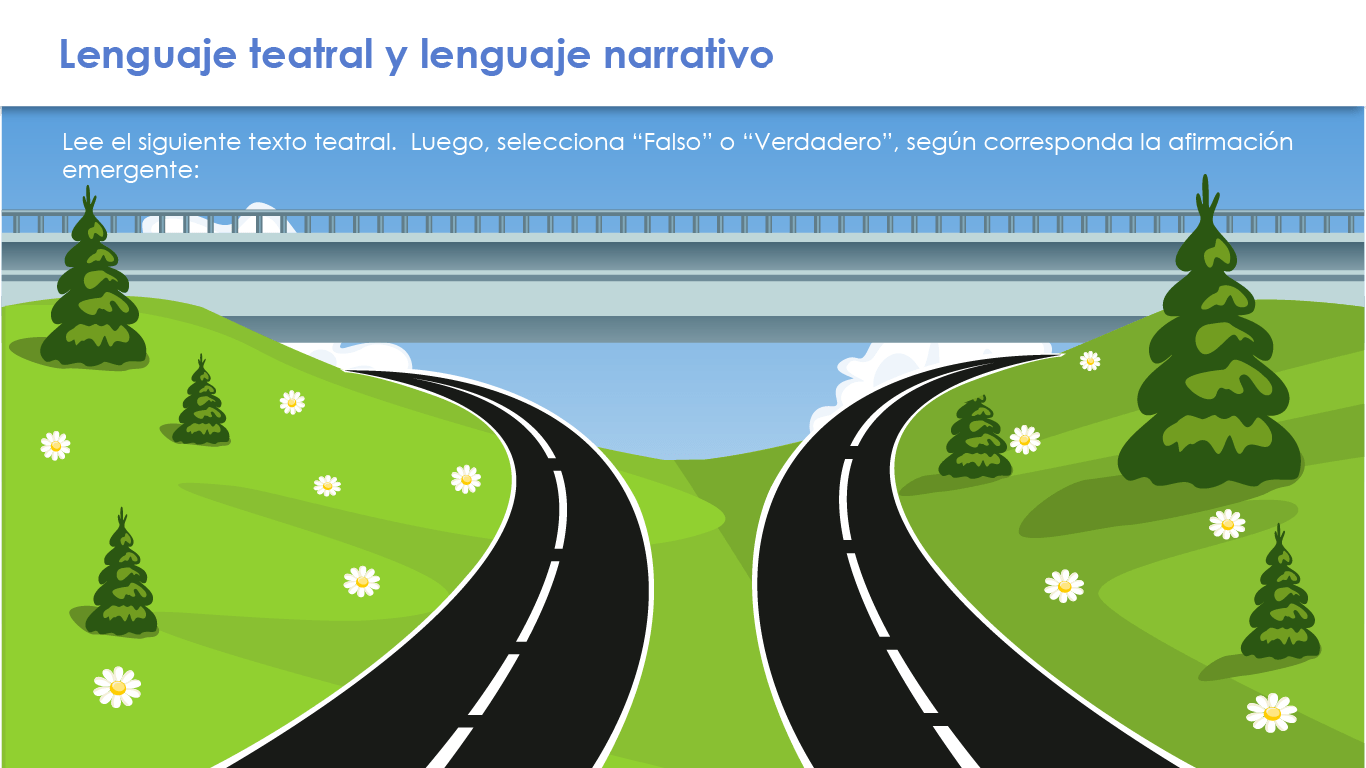 Lenguaje teatral y lenguaje narrativo
Lee el siguiente texto teatral.  Luego, selecciona “Falso” o “Verdadero”, según corresponda la afirmación
emergente: